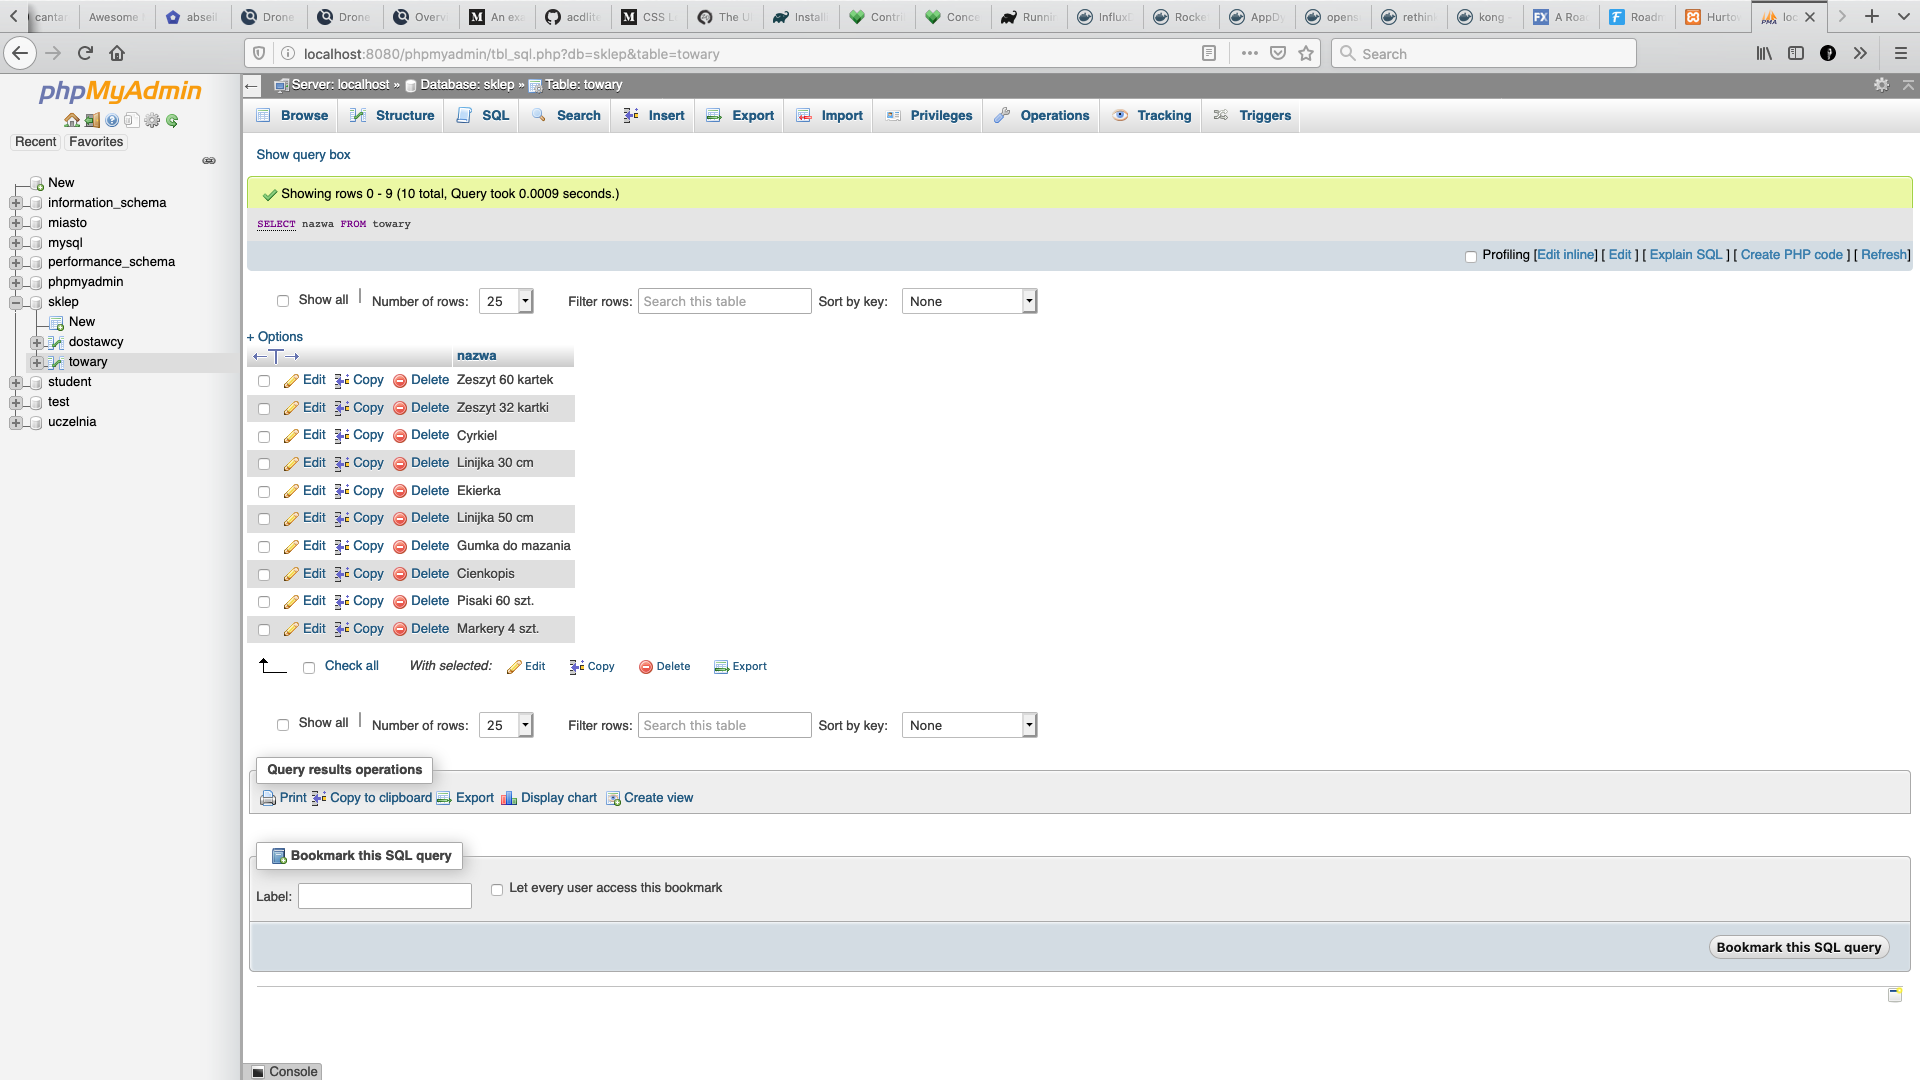 cantar Awesome abseil Drone Drone Overv An exa acdlite CSS L The U Install Contri Conce Runnin InfluxD Rocket AppDy opens rethin kong A Roa Roadm Hurtov loc
localhost:8080/phpmyadmin/tbl_sql.php?db=sklep&table=towary Search
phpMyAdmin
Recent Favorites
New
information_schema
miasto
mysql
performance_schema
phpmyadmin
sklep
New
dostawcy
towary
student
test
uczelnia
Server: localhost » Database: sklep » Table: towary
Browse Structure SQL Search Insert Export Import Privileges Operations Tracking Triggers
Show query box
Showing rows 0 - 9 (10 total, Query took 0.0009 seconds.)
SELECT nazwa FROM towary
Profiling [Edit inline] [ Edit ] [ Explain SQL ] [ Create PHP code ] [ Refresh]
Show all | Number of rows: 25 Filter rows: Search this table Sort by key: None
+ Options
←T→ nazwa
Edit Copy Delete Zeszyt 60 kartek
Edit Copy Delete Zeszyt 32 kartki
Edit Copy Delete Cyrkiel
Edit Copy Delete Linijka 30 cm
Edit Copy Delete Ekierka
Edit Copy Delete Linijka 50 cm
Edit Copy Delete Gumka do mazania
Edit Copy Delete Cienkopis
Edit Copy Delete Pisaki 60 szt.
Edit Copy Delete Markery 4 szt.
Check all With selected: Edit Copy Delete Export
Show all | Number of rows: 25 Filter rows: Search this table Sort by key: None
Query results operations
Print Copy to clipboard Export Display chart Create view
Bookmark this SQL query
Label: Let every user access this bookmark
Bookmark this SQL query
Console